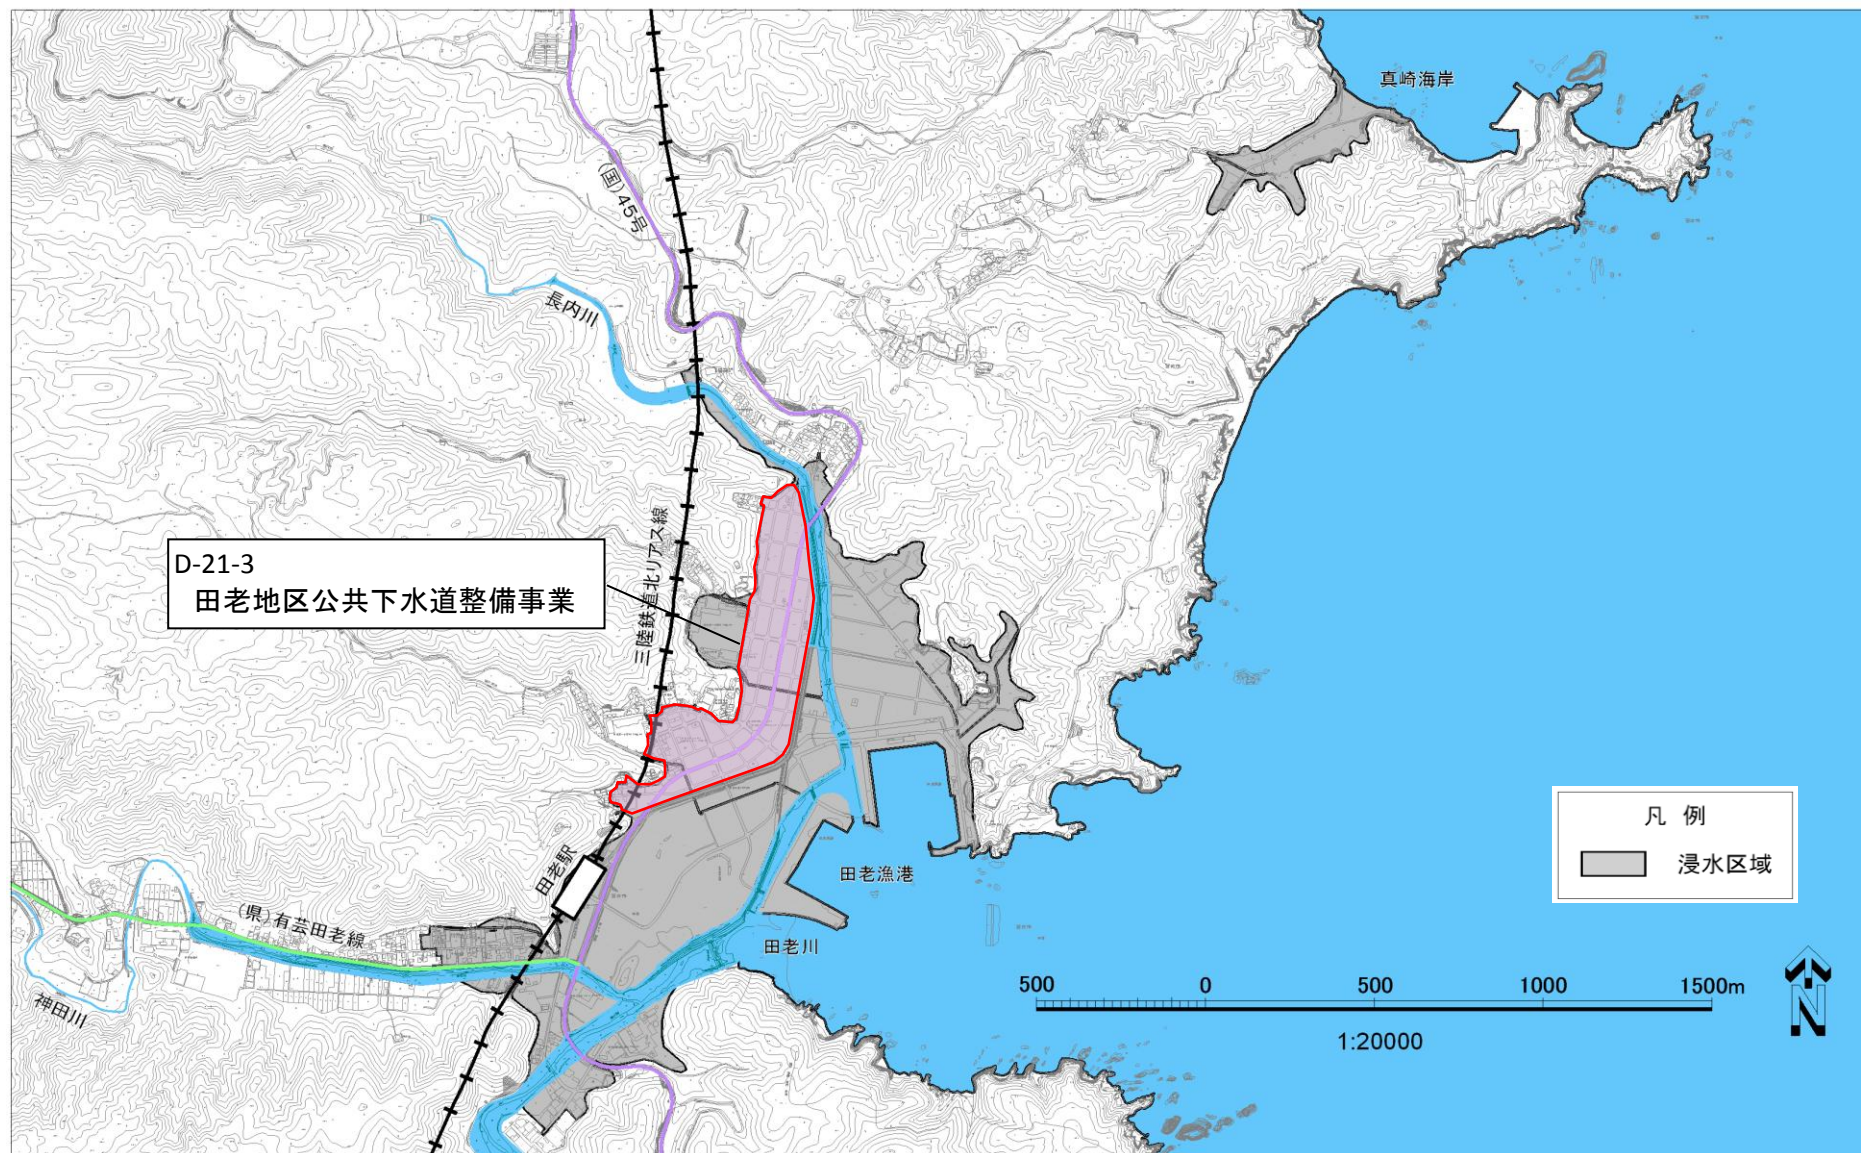 真崎海岸
(国)45号
長内川
三陸鉄道北リアス線
D-21-3
田老地区公共下水道整備事業
凡 例
浸水区域
田老駅
田老漁港
(県)有芸田老線
田老川
神田川
500 0 500 1000 1500m
1:20000
N